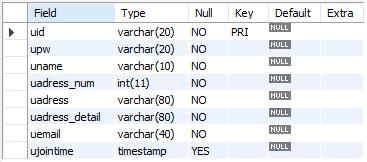 Field Type Null Key Default Extra
uid varchar(20) NO PRI NULL
upw varchar(20) NO NULL
uname varchar(10) NO NULL
uadress_num int(11) NO NULL
uadress varchar(80) NO NULL
uadress_detail varchar(80) NO NULL
uemail varchar(40) NO NULL
ujointime timestamp YES NULL